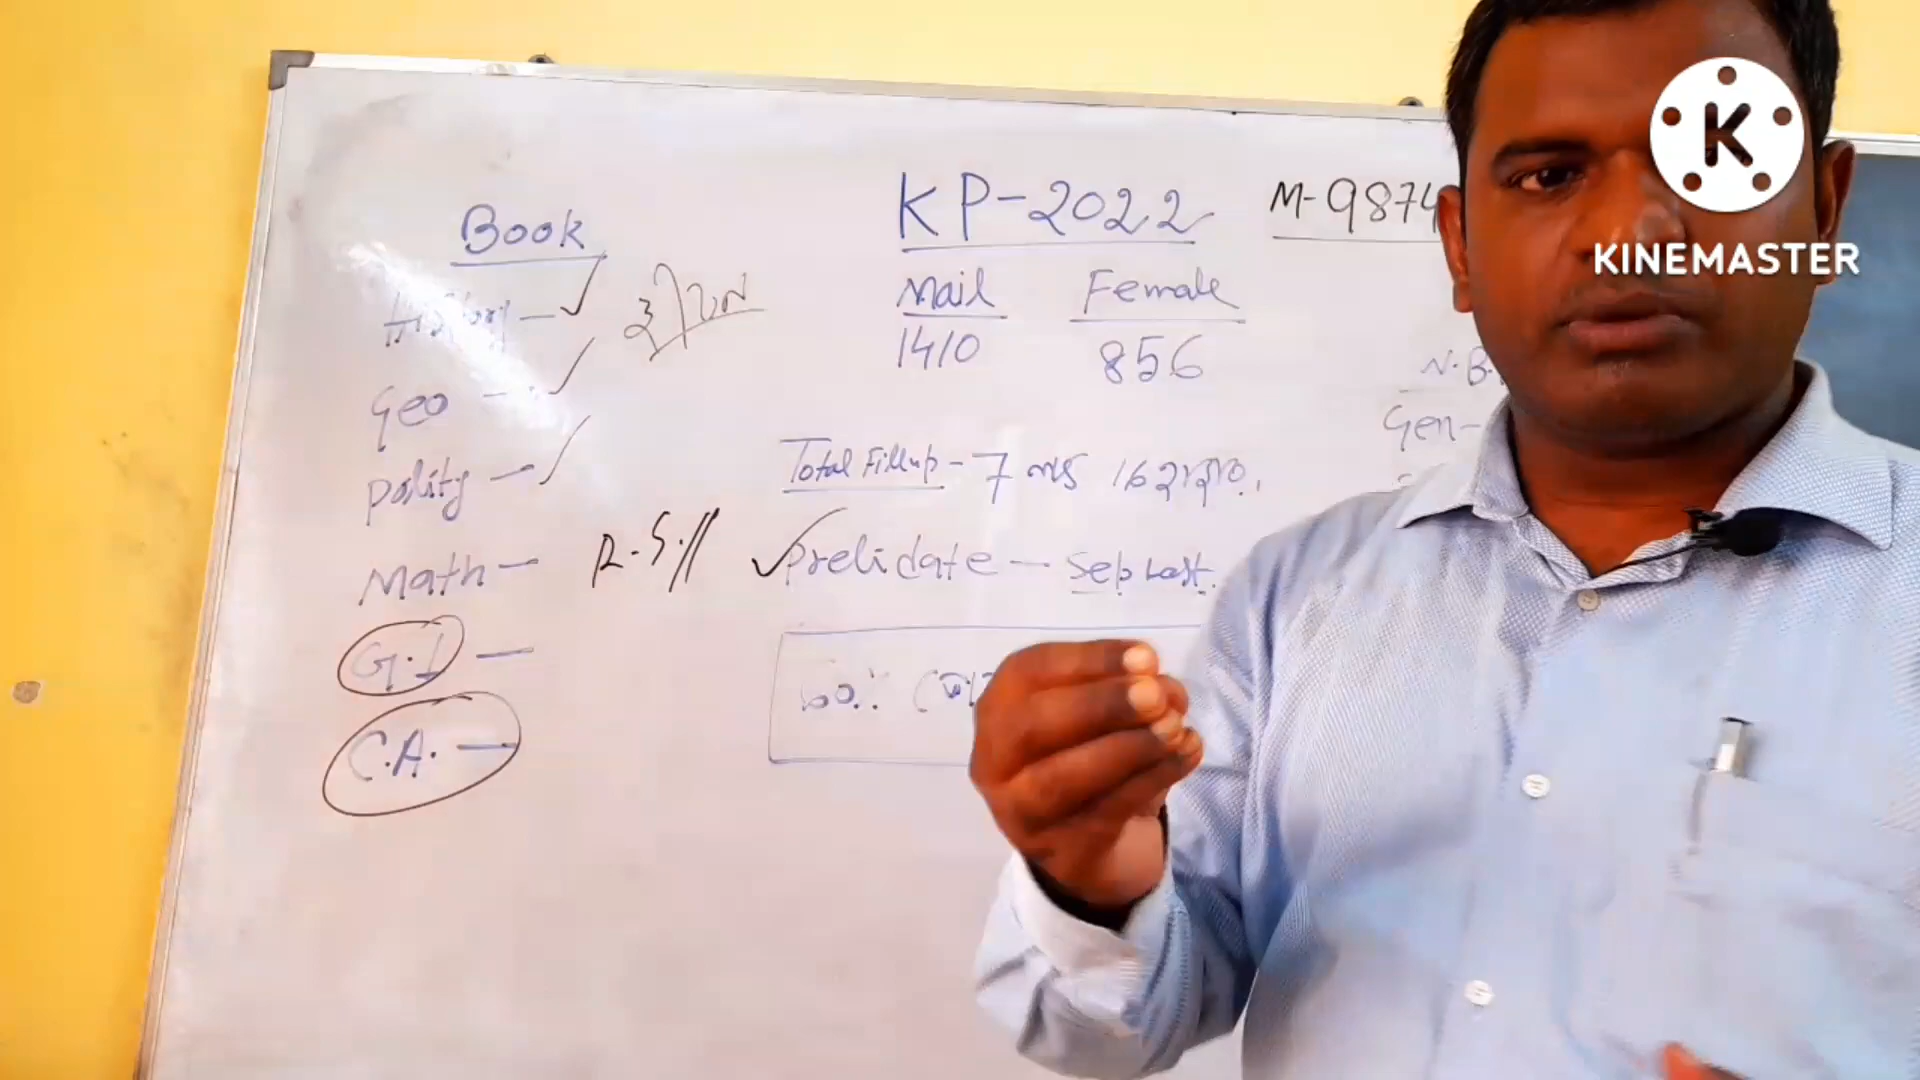 Book
History -
Geo -
Polity -
Math - R.S.//
G.I -
C.A. -
KP-2022
Mail Female
1410 856
Total Fillup - 7 লাখ 16 হাজার.
Prelidate - Sep Last.
M-9874
N.B.
Gen-
K
KINEMASTER